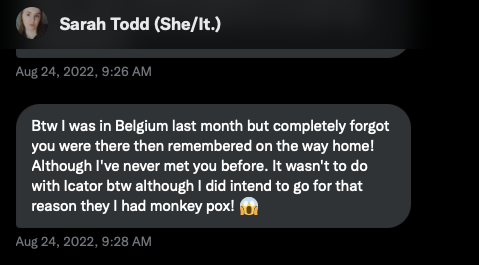 Sarah Todd (She/It.)
Aug 24, 2022, 9:26 AM
Btw I was in Belgium last month but completely forgot
you were there then remembered on the way home!
Although I've never met you before. It wasn't to do
with Icator btw although I did intend to go for that
reason they I had monkey pox! 😱
Aug 24, 2022, 9:28 AM